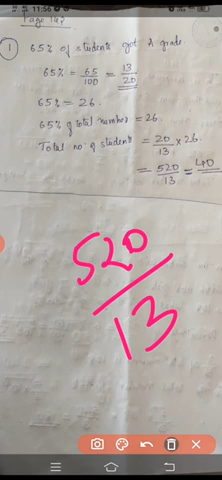 11:56
Page 147
1 65% of students got A grade.
65% = 65/100 = 13/20
65% = 26.
65% of total number = 26.
Total no. of students = 20/13 × 26.
= 520/13 = 40
520/13